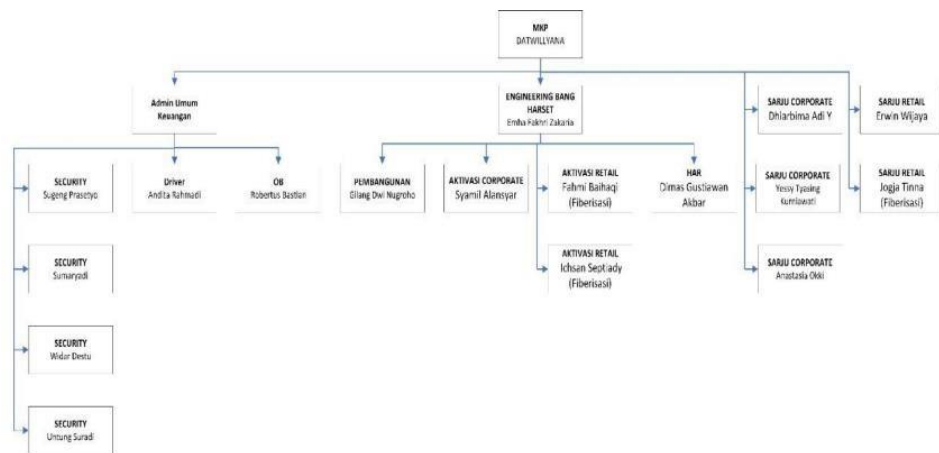 MKP
DATWILLYANA
Admin Umum
Keuangan
ENGINEERING BANG
HARSET
Emha Fakhri Zakaria
SARJU CORPORATE
Dhiarbima Adi Y
SARJU RETAIL
Erwin Wijaya
SECURITY
Sugeng Prasetyo
Driver
Andita Rahmadi
OB
Robertus Bastian
PEMBANGUNAN
Gilang Dwi Nugroho
AKTIVASI CORPORATE
Syamil Alansyar
AKTIVASI RETAIL
Fahmi Baihaqi
(Fiberisasi)
HAR
Dimas Gustiawan
Akbar
SARJU CORPORATE
Yessy Tyasing
Kurniawati
SARJU RETAIL
Jogja Tinna
(Fiberisasi)
SECURITY
Sumaryadi
AKTIVASI RETAIL
Ichsan Septiady
(Fiberisasi)
SARJU CORPORATE
Anastasia Okki
SECURITY
Widar Destu
SECURITY
Untung Suradi